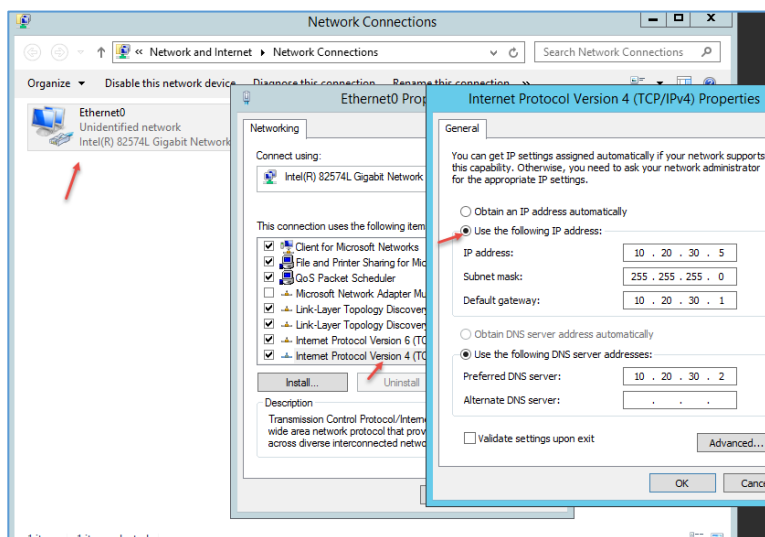 Network Connections
« Network and Internet ▸ Network Connections
Search Network Connections
Organize
Disable this network device
Diagnose this connection
Rename this connection
»
Ethernet0
Unidentified network
Intel(R) 82574L Gigabit Network
Ethernet0 Prop
Networking
Connect using:
Intel(R) 82574L Gigabit Network
This connection uses the following item
Client for Microsoft Networks
File and Printer Sharing for Mic
QoS Packet Scheduler
Microsoft Network Adapter Mu
Link-Layer Topology Discovery
Link-Layer Topology Discovery
Internet Protocol Version 6 (TC
Internet Protocol Version 4 (TC
Install...
Uninstall
Description
Transmission Control Protocol/Interne
wide area network protocol that prov
across diverse interconnected netwo
Internet Protocol Version 4 (TCP/IPv4) Properties
General
You can get IP settings assigned automatically if your network supports
this capability. Otherwise, you need to ask your network administrator
for the appropriate IP settings.
Obtain an IP address automatically
Use the following IP address:
IP address:
10 . 20 . 30 . 5
Subnet mask:
255 . 255 . 255 . 0
Default gateway:
10 . 20 . 30 . 1
Obtain DNS server address automatically
Use the following DNS server addresses:
Preferred DNS server:
10 . 20 . 30 . 2
Alternate DNS server:
. . .
Validate settings upon exit
Advanced...
OK
Cance